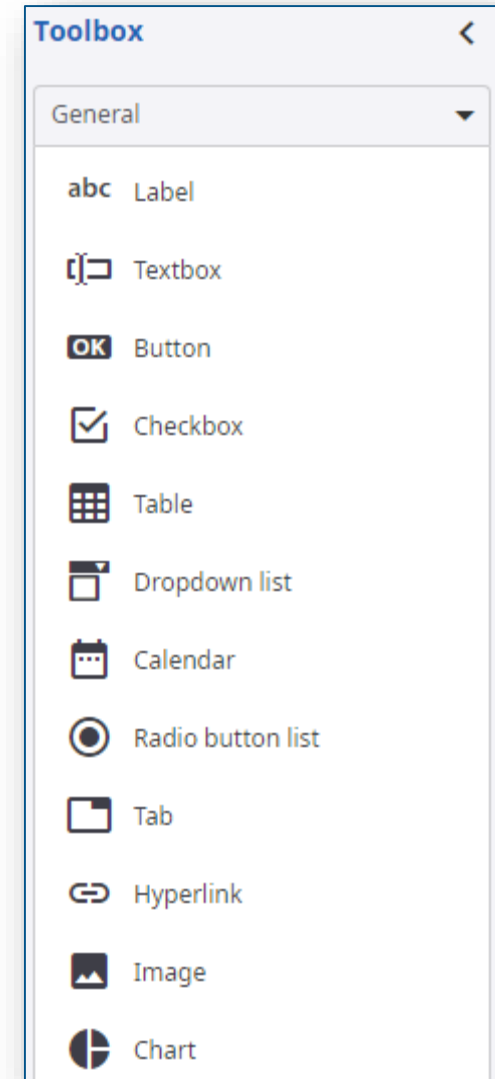 Toolbox
General
abc Label
Textbox
OK Button
Checkbox
Table
Dropdown list
Calendar
Radio button list
Tab
Hyperlink
Image
Chart